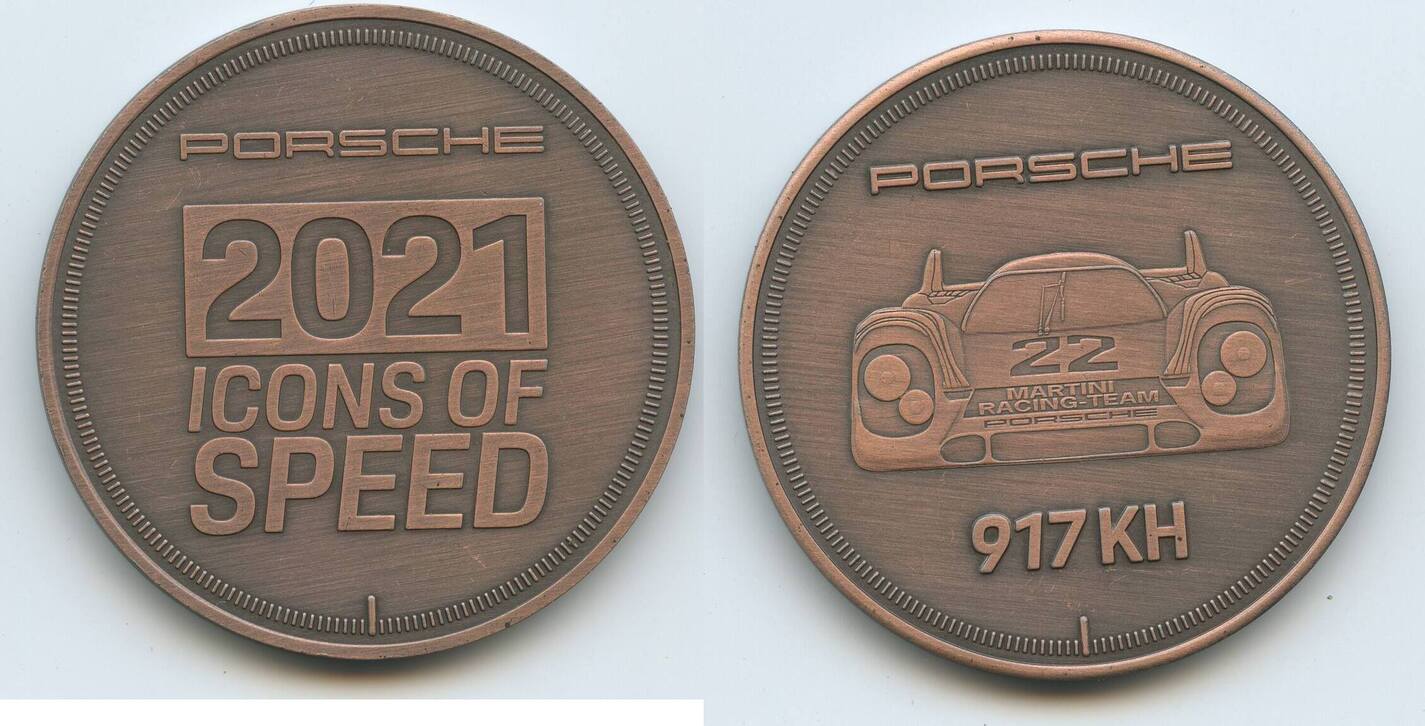 PORSCHE
2021
ICONS OF
SPEED
PORSCHE
22
MARTINI
RACING-TEAM
PORSCHE
917 KH